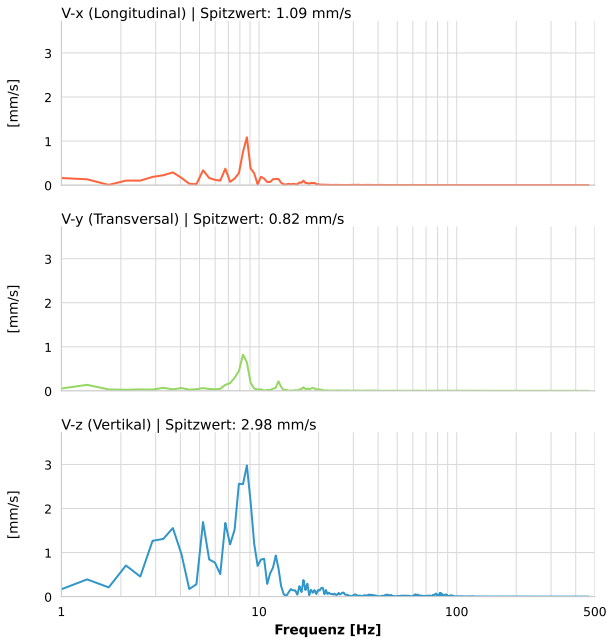 V-x (Longitudinal) | Spitzwert: 1.09 mm/s
3
2
1
0
[mm/s]
V-y (Transversal) | Spitzwert: 0.82 mm/s
3
2
1
0
[mm/s]
V-z (Vertikal) | Spitzwert: 2.98 mm/s
3
2
1
0
[mm/s]
1 10 100 500
Frequenz [Hz]